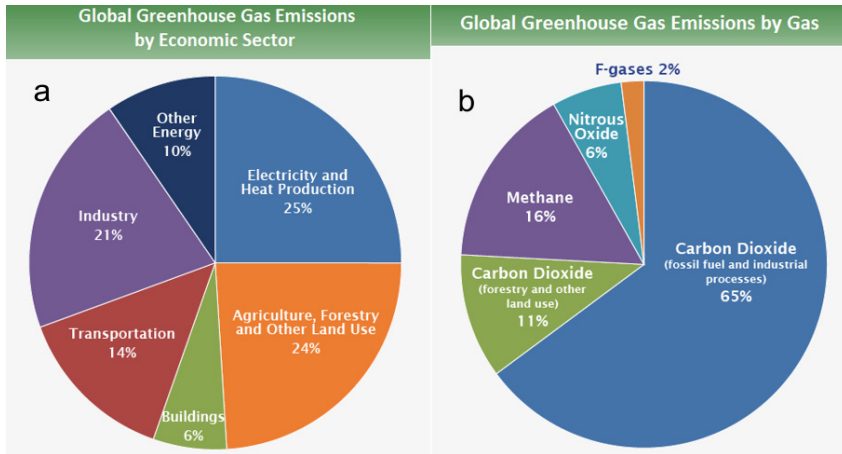 Global Greenhouse Gas Emissions
by Economic Sector
a
Other
Energy
10%
Electricity and
Heat Production
25%
Industry
21%
Agriculture, Forestry
and Other Land Use
24%
Transportation
14%
Buildings
6%
Global Greenhouse Gas Emissions by Gas
b
F-gases 2%
Nitrous
Oxide
6%
Methane
16%
Carbon Dioxide
(fossil fuel and industrial
processes)
65%
Carbon Dioxide
(forestry and other
land use)
11%